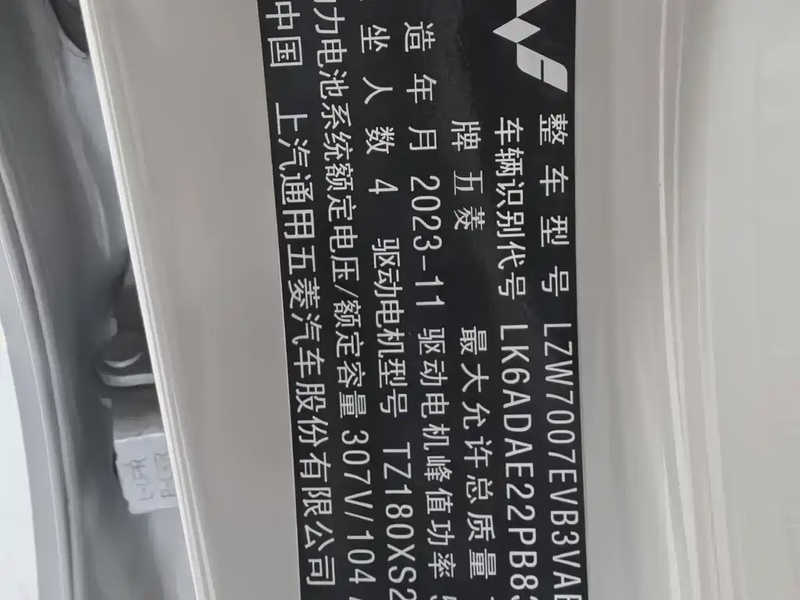 整车型号 LZW7007EVB3VAE
车辆识别代号 LK6ADAE22PB83
牌 五菱 最大允许总质量
造年月 2023-11 驱动电机峰值功率
坐人数 4 驱动电机型号 TZ180XS2
力电池系统额定电压/额定容量 307V/104
中国 上汽通用五菱汽车股份有限公司